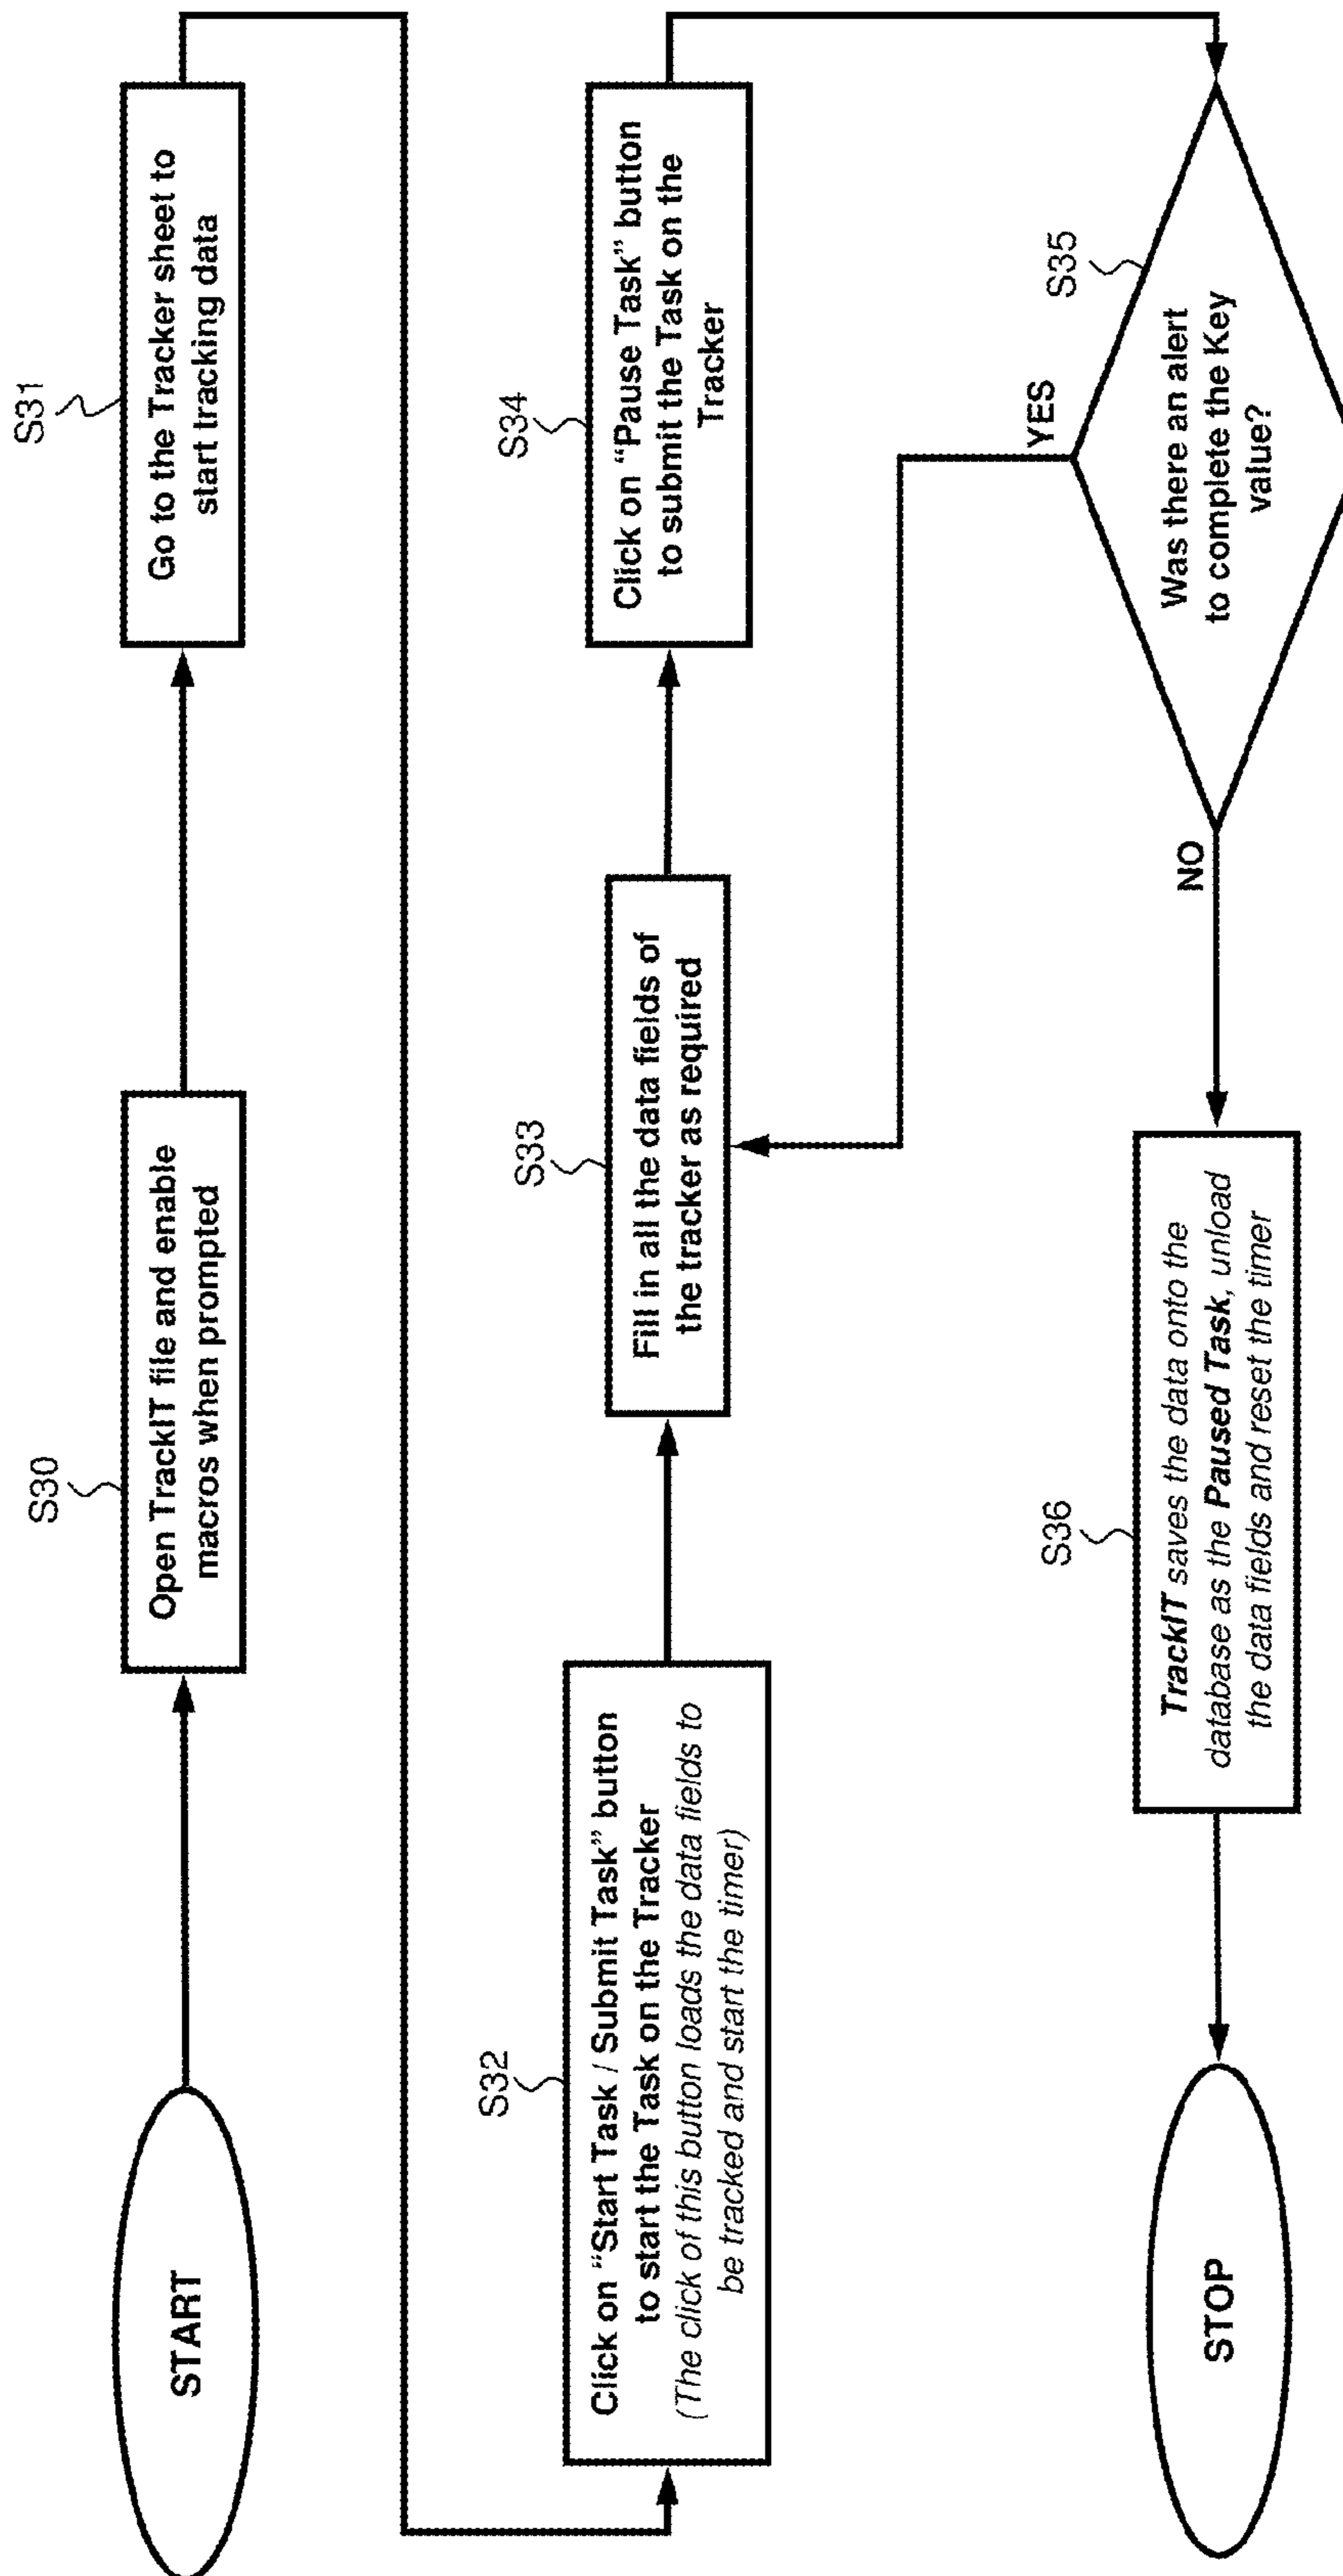 START
S30
Open TrackIT file and enable
macros when prompted
S31
Go to the Tracker sheet to
start tracking data
S32
Click on “Start Task / Submit Task” button
to start the Task on the Tracker
(The click of this button loads the data fields to
be tracked and start the timer)
S33
Fill in all the data fields of
the tracker as required
S34
Click on “Pause Task” button
to submit the Task on the
Tracker
S35
Was there an alert
to complete the Key
value?
YES
NO
S36
TrackIT saves the data onto the
database as the Paused Task, unload
the data fields and reset the timer
STOP